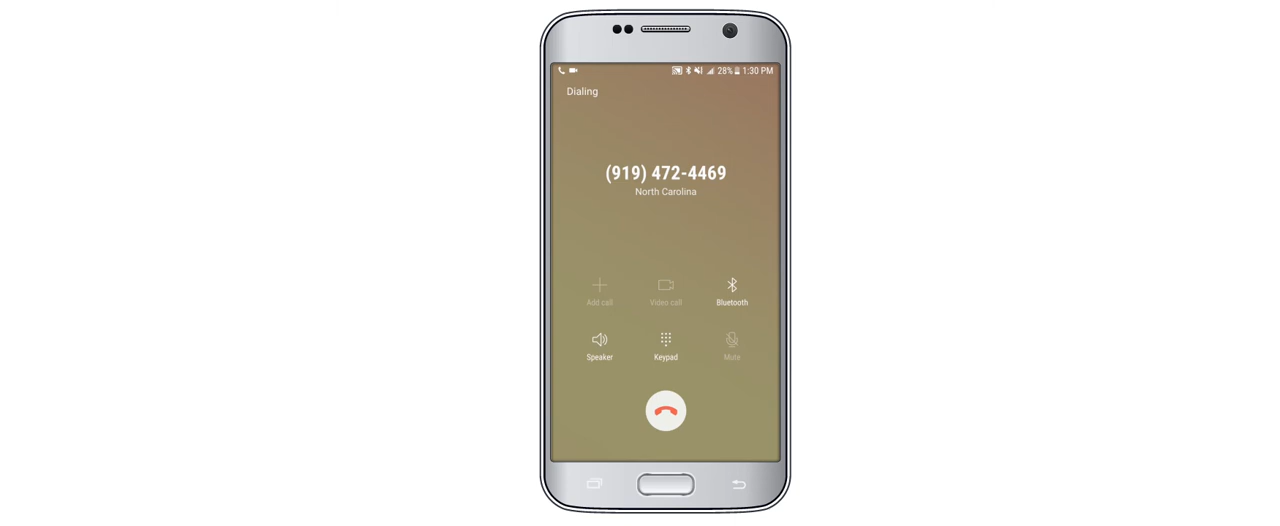 28% 1:30 PM
Dialing
(919) 472-4469
North Carolina
Add call Video call Bluetooth
Speaker Keypad Mute